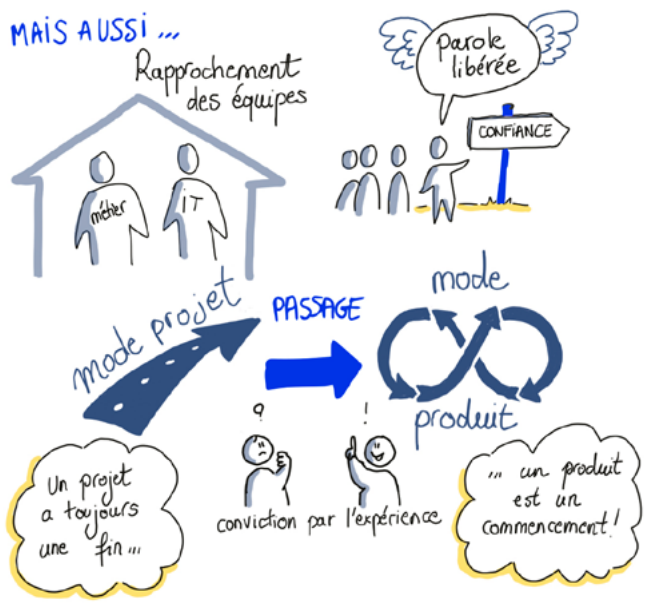 MAIS AUSSI ...
Rapprochement
des équipes
parole
libérée
CONFIANCE
métier
IT
mode projet
PASSAGE
mode
produit
?
!
Un projet
a toujours
une fin...
conviction par l'expérience
... un produit
est un
commencement!